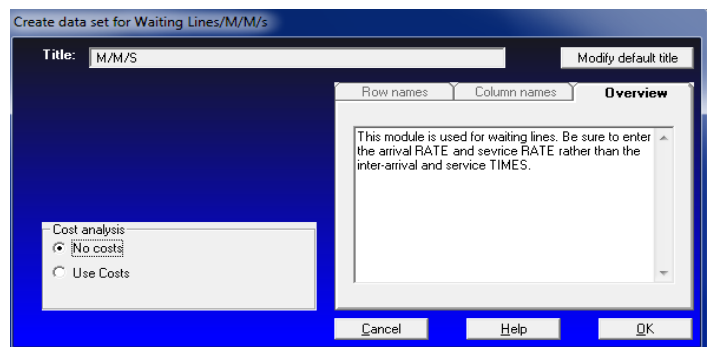 Create data set for Waiting Lines/M/M/s
Title: M/M/S Modify default title
Row names Column names Overview
This module is used for waiting lines. Be sure to enter
the arrival RATE and sevrice RATE rather than the
inter-arrival and service TIMES.
Cost analysis
No costs
Use Costs
Cancel Help OK